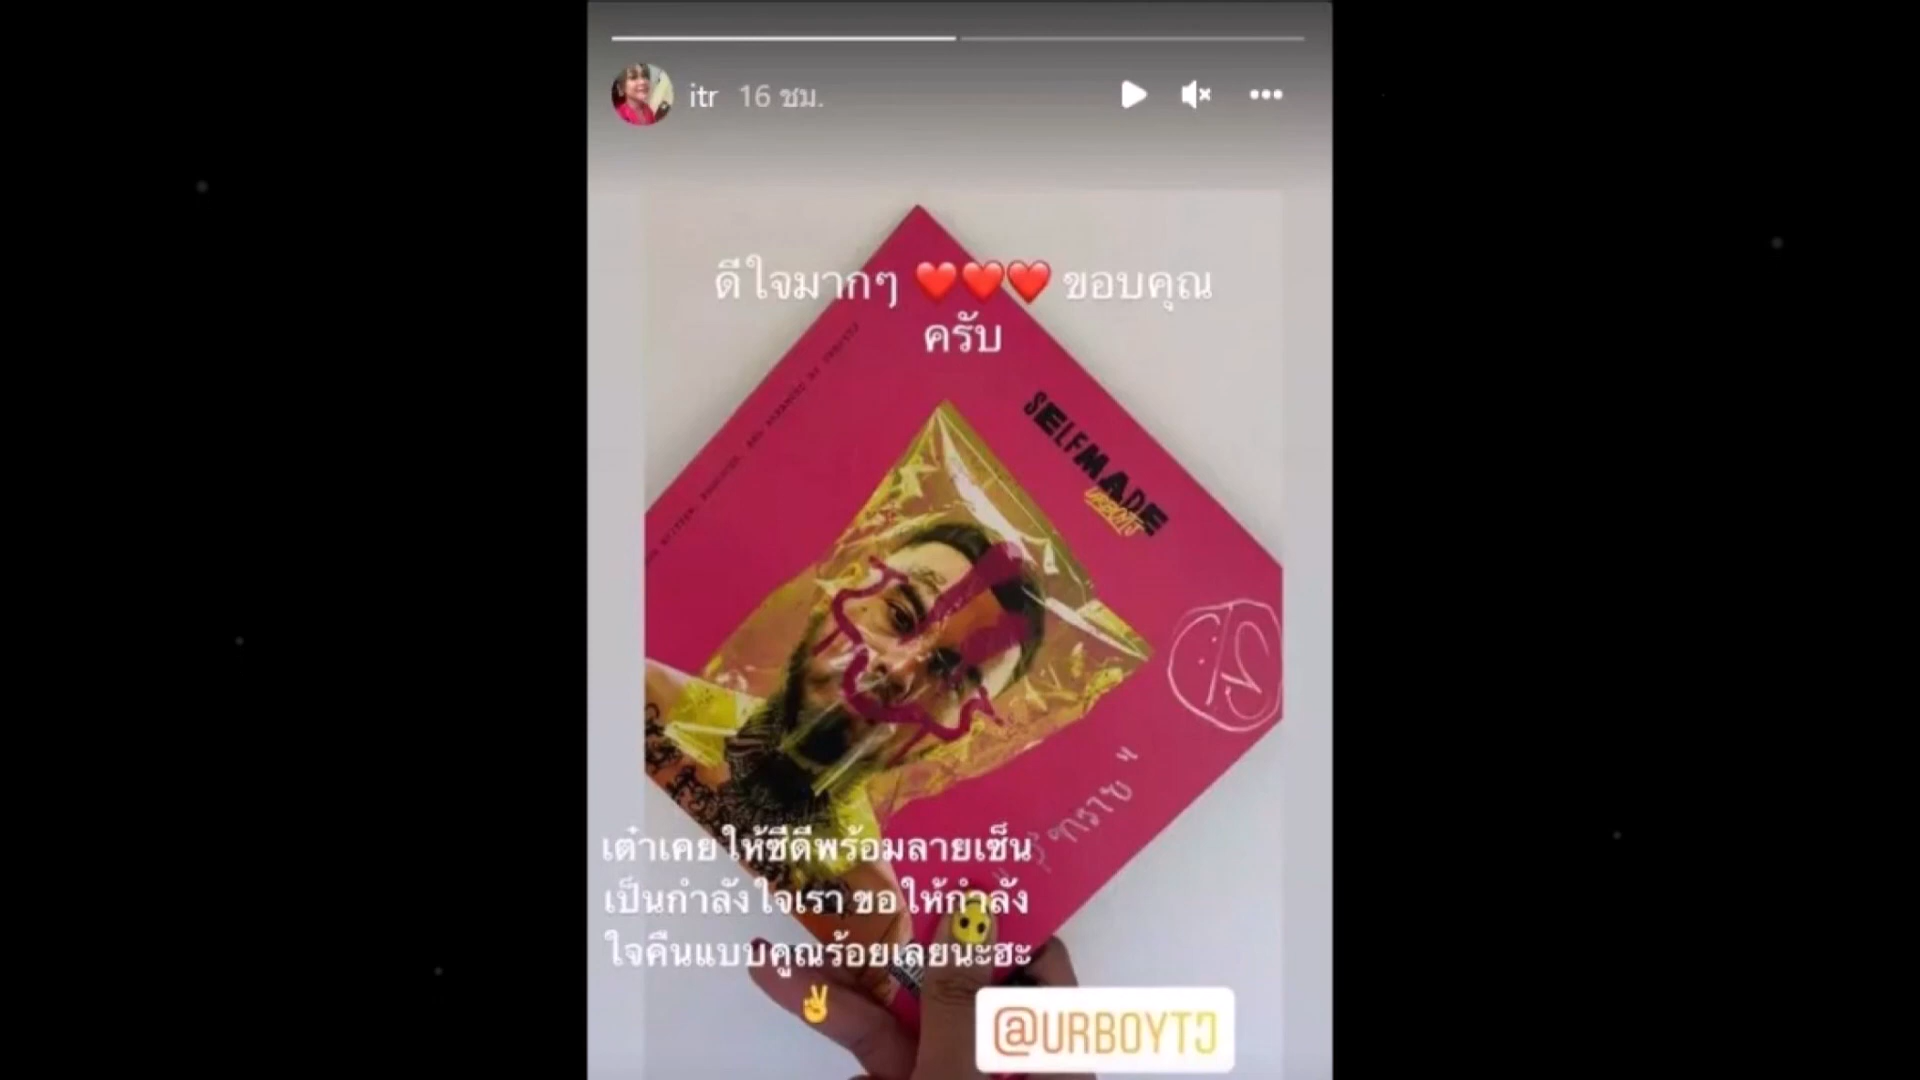 itr 16 ชม.
ดีใจมากๆ ❤️❤️❤️ ขอบคุณ
ครับ
SELFMADE
URBOYTJ
เต๋าเคยให้ซีดีพร้อมลายเซ็น
เป็นกำลังใจเรา ขอให้กำลัง
ใจคืนแบบคูณร้อยเลยนะฮะ
✌️
@URBOYTJ